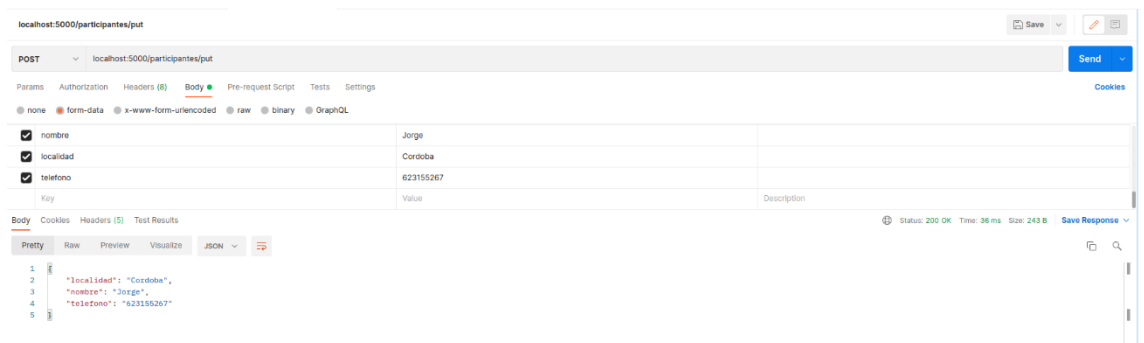 localhost:5000/participantes/put
Save
POST localhost:5000/participantes/put Send
Params Authorization Headers (8) Body Pre-request Script Tests Settings Cookies
none form-data x-www-form-urlencoded raw binary GraphQL
nombre Jorge
localidad Cordoba
telefono 623155267
Key Value Description
Body Cookies Headers (5) Test Results Status: 200 OK Time: 36 ms Size: 243 B Save Response
Pretty Raw Preview Visualize JSON
1 {
2 "localidad": "Cordoba",
3 "nombre": "Jorge",
4 "telefono": "623155267"
5 }